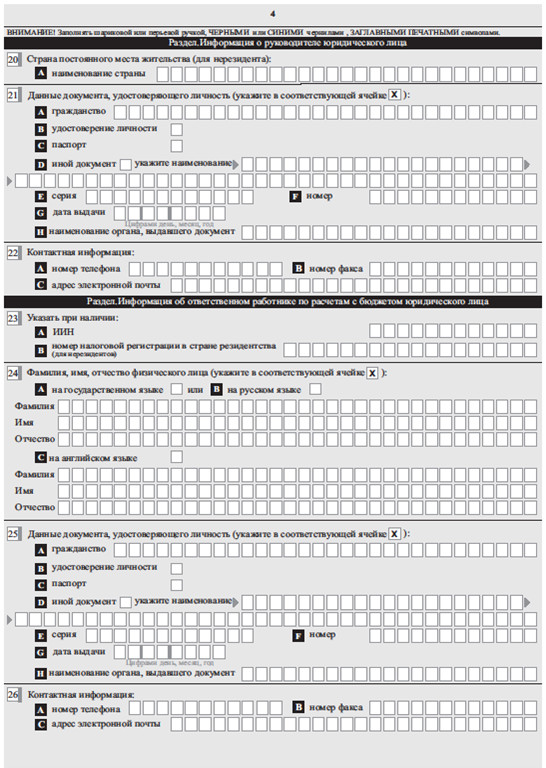 4
ВНИМАНИЕ! Заполнять шариковой или перьевой ручкой, ЧЕРНЫМИ или СИНИМИ чернилами , ЗАГЛАВНЫМИ ПЕЧАТНЫМИ символами.
Раздел.Информация о руководителе юридического лица
20 Страна постоянного места жительства (для нерезидента):
A наименование страны
21 Данные документа, удостоверяющего личность (укажите в соответствующей ячейке X ):
A гражданство
B удостоверение личности
C паспорт
D иной документ укажите наименование
E серия F номер
G дата выдачи
Цифрами день, месяц, год
H наименование органа, выдавшего документ
22 Контактная информация:
A номер телефона B номер факса
C адрес электронной почты
Раздел.Информация об ответственном работнике по расчетам с бюджетом юридического лица
23 Указать при наличии:
A ИИН
B номер налоговой регистрации в стране резидентства
(для нерезидентов)
24 Фамилия, имя, отчество физического лица (укажите в соответствующей ячейке X ):
A на государственном языке или B на русском языке
Фамилия
Имя
Отчество
C на английском языке
Фамилия
Имя
Отчество
25 Данные документа, удостоверяющего личность (укажите в соответствующей ячейке X ):
A гражданство
B удостоверение личности
C паспорт
D иной документ укажите наименование
E серия F номер
G дата выдачи
Цифрами день, месяц, год
H наименование органа, выдавшего документ
26 Контактная информация:
A номер телефона B номер факса
C адрес электронной почты